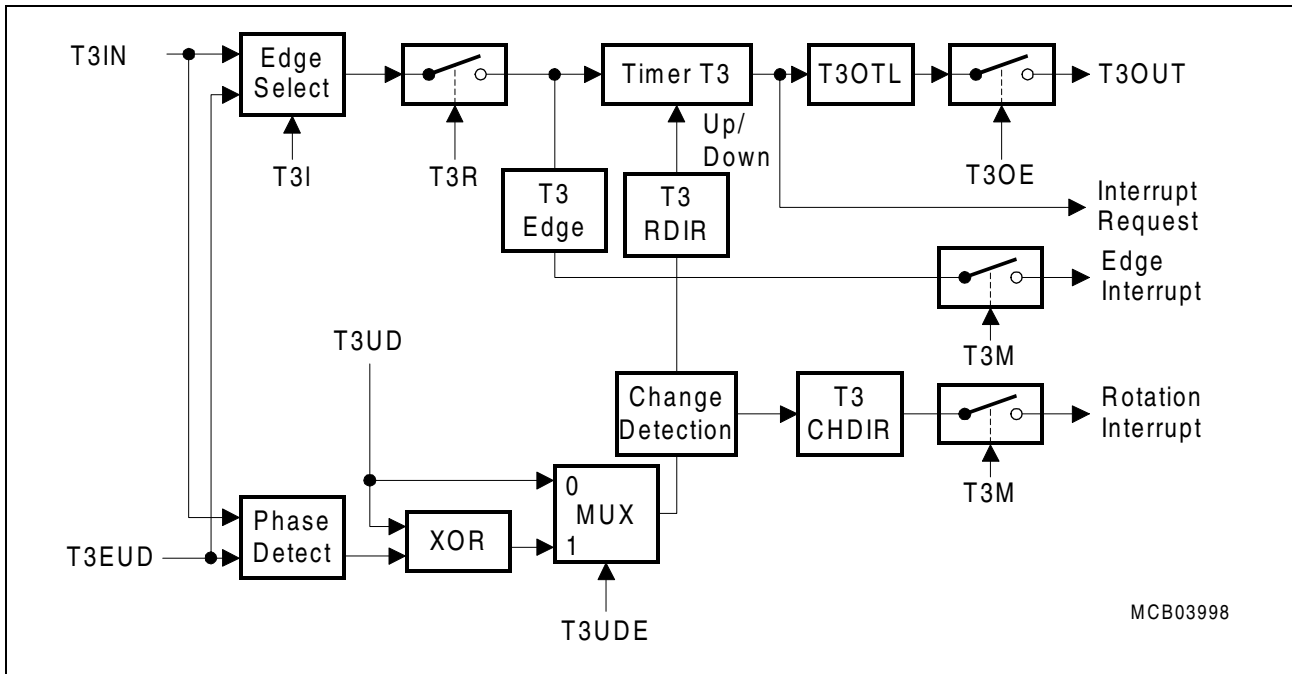 T3IN
Edge
Select
Timer T3
T3OTL
T3OUT
Up/
Down
T3I
T3R
T3OE
T3
Edge
T3
RDIR
Interrupt
Request
Edge
Interrupt
T3UD
T3M
Change
Detection
T3
CHDIR
Rotation
Interrupt
0
MUX
1
T3M
Phase
Detect
XOR
T3EUD
T3UDE
MCB03998